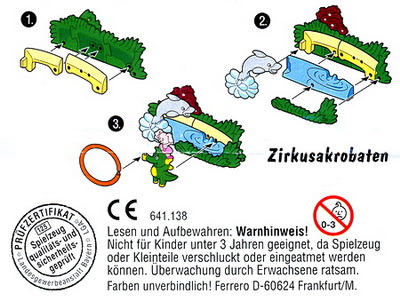 1.
2.
3.
Zirkusakrobaten
PRÜFZERTIFIKAT
LGA
123
Spielzeug
qualitäts- und
sicherheits-
geprüft
Landesgewerbeanstalt Bayern
CE 641.138
0-3
Lesen und Aufbewahren: Warnhinweis!
Nicht für Kinder unter 3 Jahren geeignet, da Spielzeug
oder Kleinteile verschluckt oder eingeatmet werden
können. Überwachung durch Erwachsene ratsam.
Farben unverbindlich! Ferrero D-60624 Frankfurt/M.